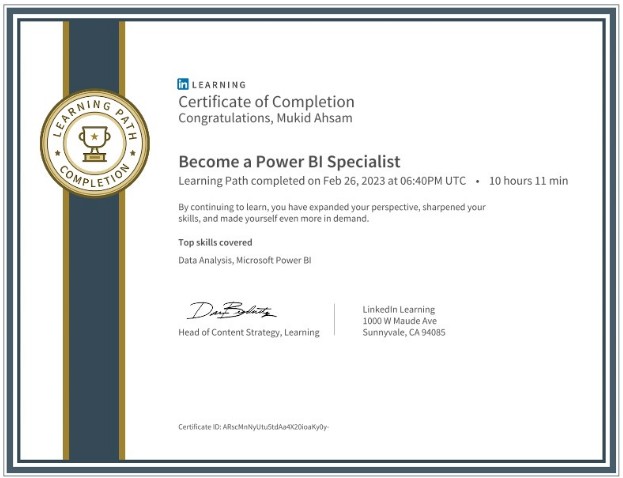 LEARNING PATH
COMPLETION
in LEARNING
Certificate of Completion
Congratulations, Mukid Ahsam
Become a Power BI Specialist
Learning Path completed on Feb 26, 2023 at 06:40PM UTC • 10 hours 11 min
By continuing to learn, you have expanded your perspective, sharpened your
skills, and made yourself even more in demand.
Top skills covered
Data Analysis, Microsoft Power BI
Head of Content Strategy, Learning
LinkedIn Learning
1000 W Maude Ave
Sunnyvale, CA 94085
Certificate ID: